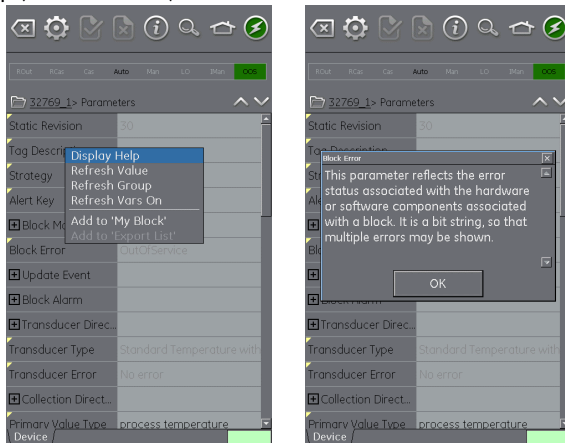 ROut RCas Cas Auto Man LO IMan OOS
32769_1> Parameters
Static Revision 30
Tag Descrip
Display Help
Strategy
Refresh Value
Refresh Group
Alert Key
Refresh Vars On
Add to 'My Block'
Block Mo
Add to 'Export List'
Block Error OutOfService
Update Event
Block Alarm
Transducer Direc...
Transducer Type Standard Temperature with
Transducer Error No error
Collection Direct...
Primary Value Type process temperature
Device
ROut RCas Cas Auto Man LO IMan OOS
32769_1> Parameters
Static Revision 30
Tag Description
Block Error
This parameter reflects the error
status associated with the hardware
or software components associated
with a block. It is a bit string, so that
multiple errors may be shown.
OK
Block Alarm
Transducer Direc...
Transducer Type Standard Temperature with
Transducer Error No error
Collection Direct...
Primary Value Type process temperature
Device